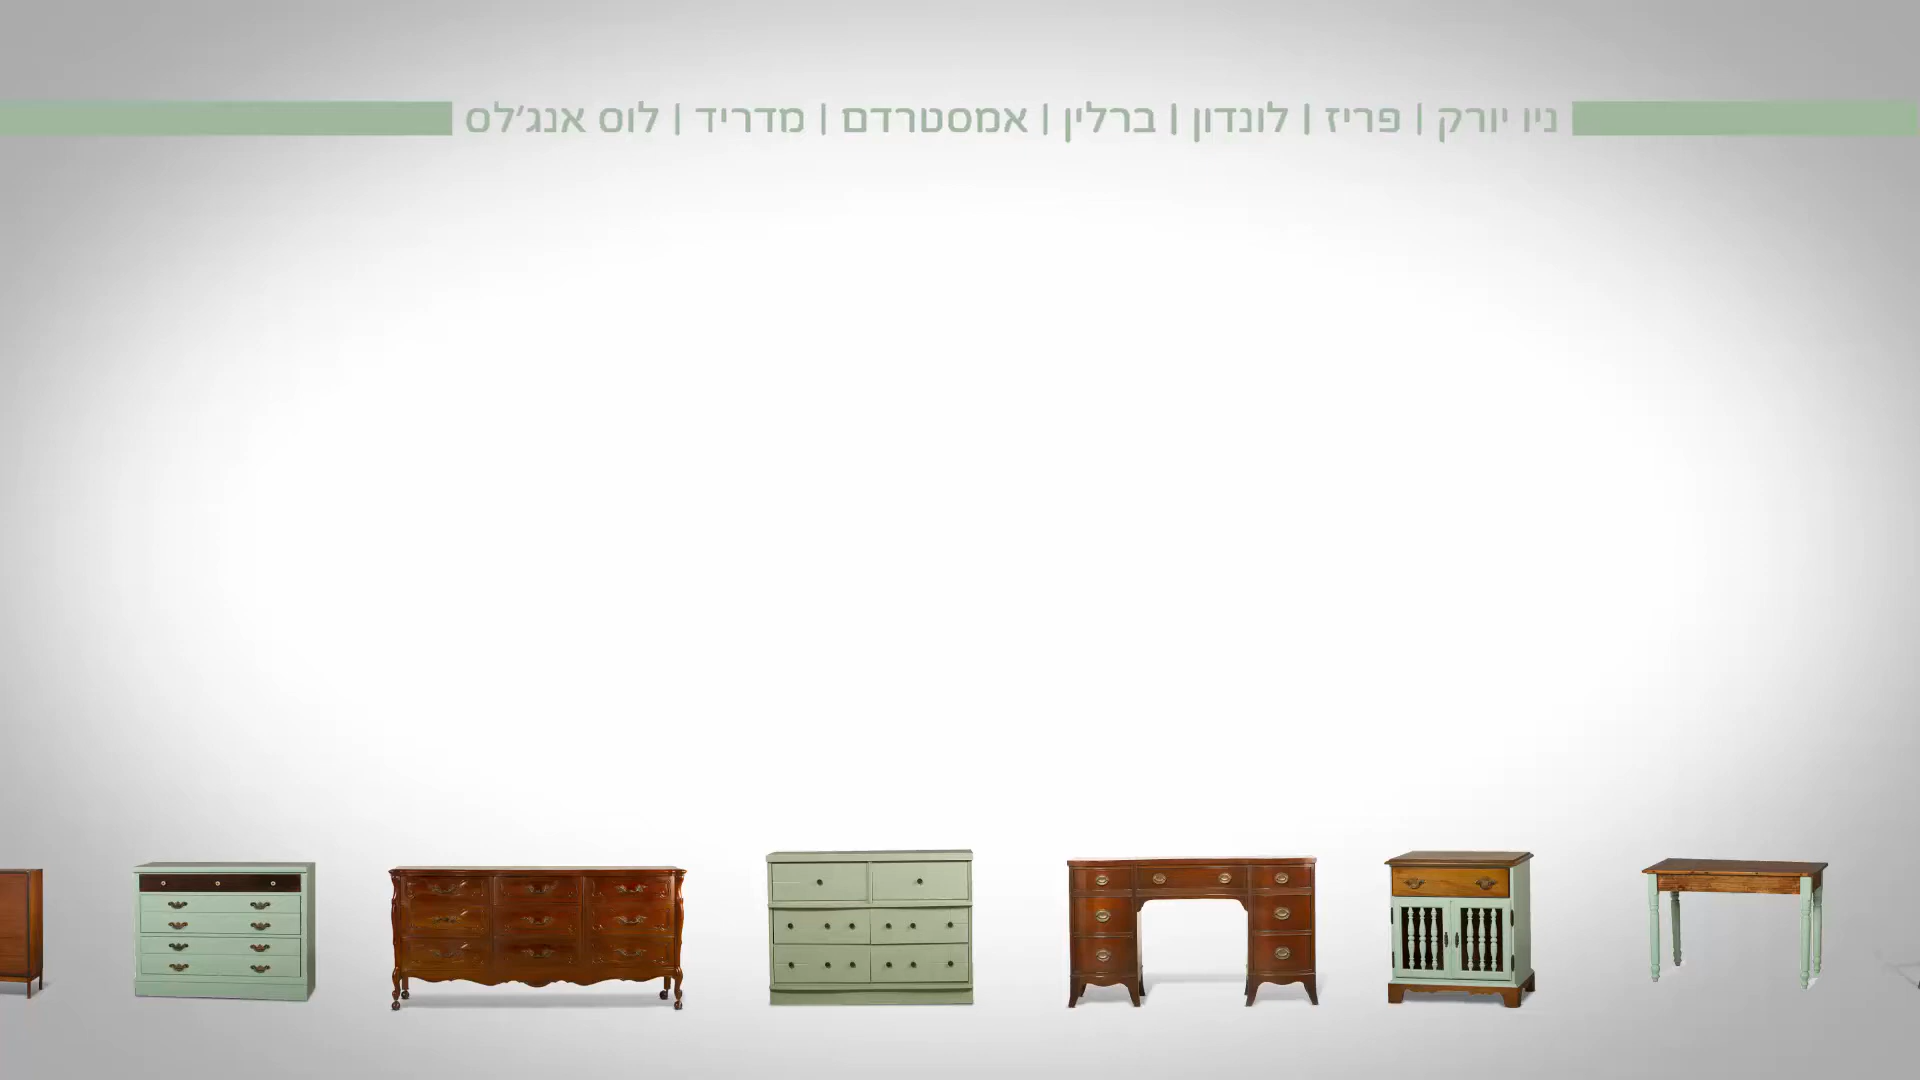 ניו יורק | פריז | לונדון | ברלין | אמסטרדם | מדריד | לוס אנג'לס